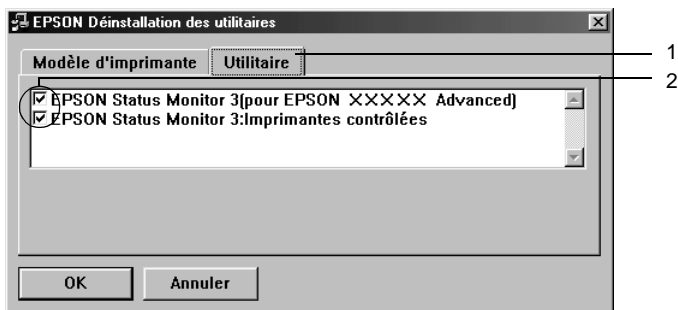 EPSON Déinstallation des utilitaires
Modèle d'imprimante Utilitaire
1
2
EPSON Status Monitor 3(pour EPSON XXXXX Advanced)
EPSON Status Monitor 3:Imprimantes contrôlées
OK Annuler